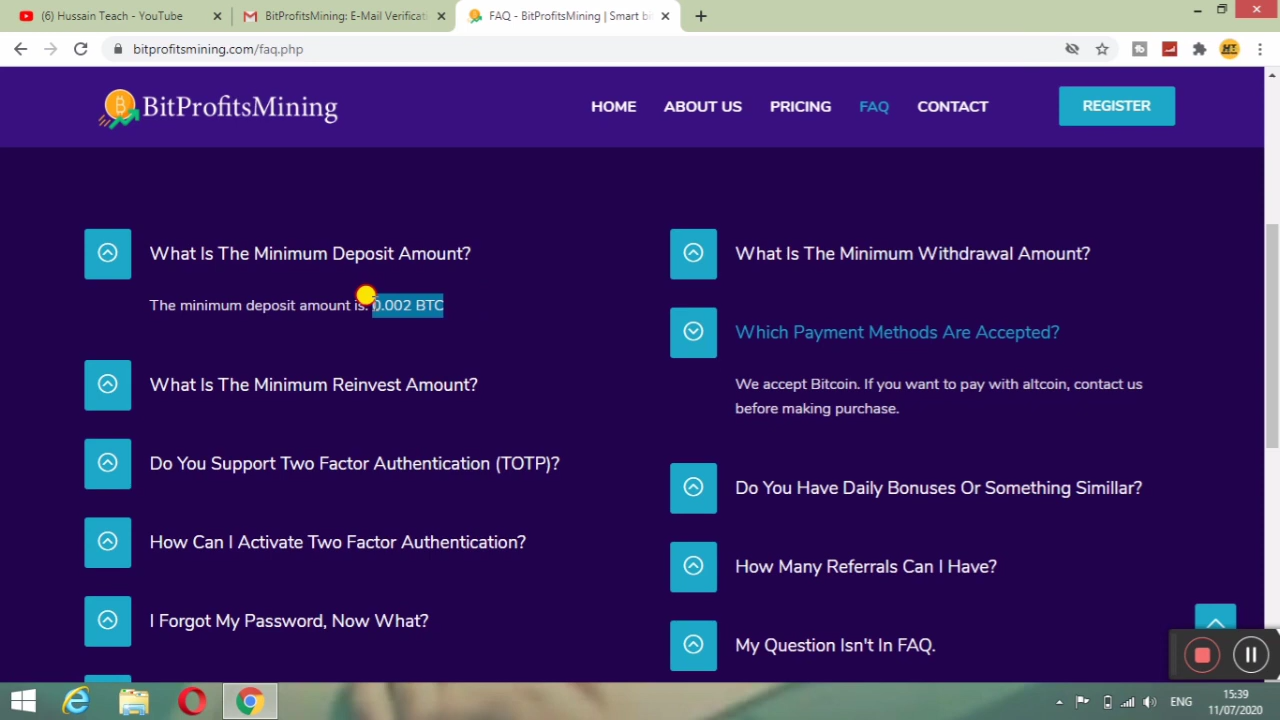 (6) Hussain Teach - YouTube
BitProfitsMining: E-Mail Verificat
FAQ - BitProfitsMining | Smart b
bitprofitsmining.com/faq.php
BitProfitsMining
HOME
ABOUT US
PRICING
FAQ
CONTACT
REGISTER
What Is The Minimum Deposit Amount?
The minimum deposit amount is: 0.002 BTC
What Is The Minimum Reinvest Amount?
Do You Support Two Factor Authentication (TOTP)?
How Can I Activate Two Factor Authentication?
I Forgot My Password, Now What?
What Is The Minimum Withdrawal Amount?
Which Payment Methods Are Accepted?
We accept Bitcoin. If you want to pay with altcoin, contact us
before making purchase.
Do You Have Daily Bonuses Or Something Simillar?
How Many Referrals Can I Have?
My Question Isn't In FAQ.
ENG
15:39
11/07/2020